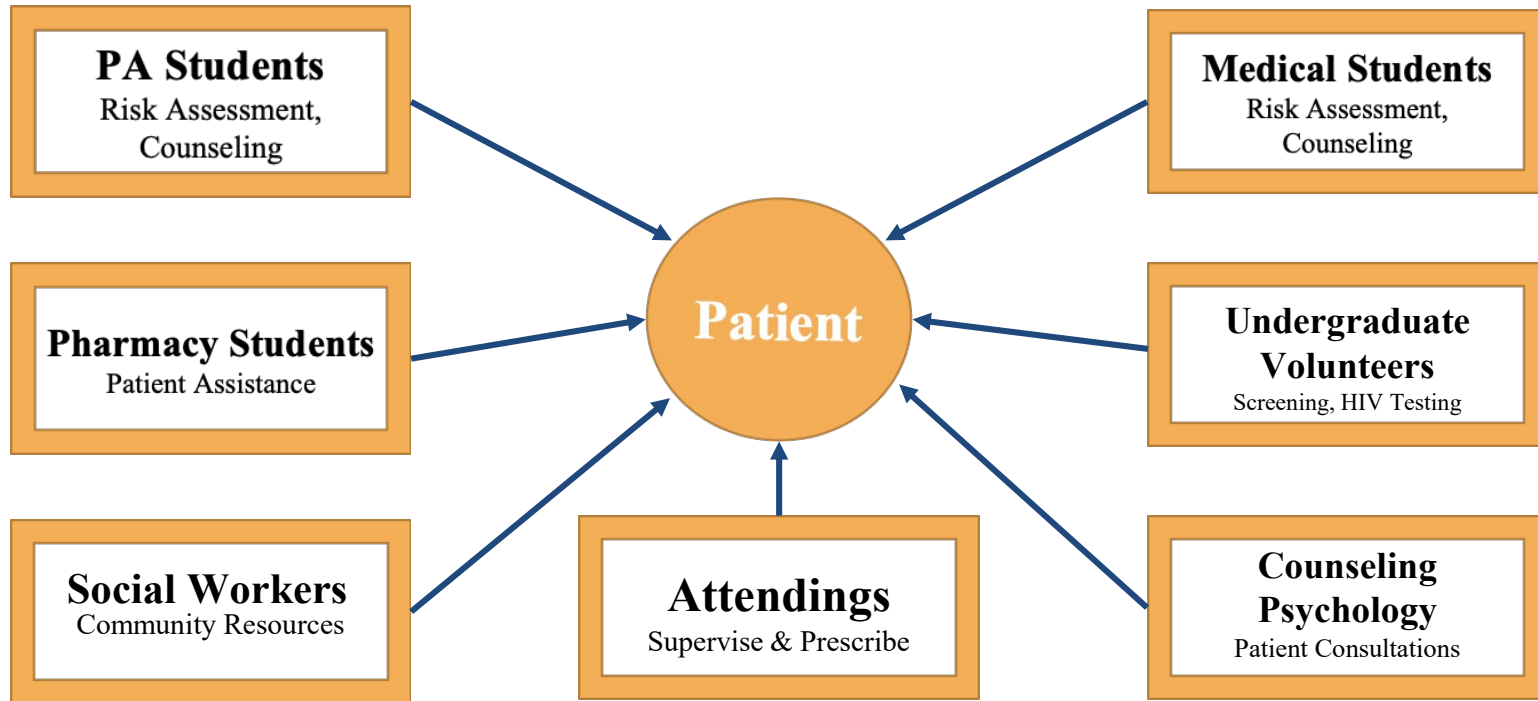 PA Students
Risk Assessment,
Counseling
Medical Students
Risk Assessment,
Counseling
Patient
Pharmacy Students
Patient Assistance
Undergraduate
Volunteers
Screening, HIV Testing
Social Workers
Community Resources
Attendings
Supervise & Prescribe
Counseling
Psychology
Patient Consultations